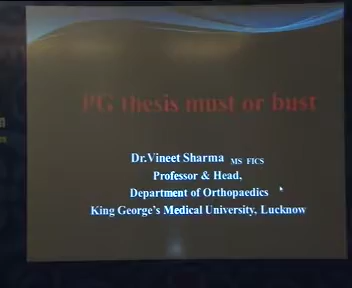 PG thesis must or bust
Dr.Vineet Sharma MS FICS
Professor & Head,
Department of Orthopaedics
King George's Medical University, Lucknow